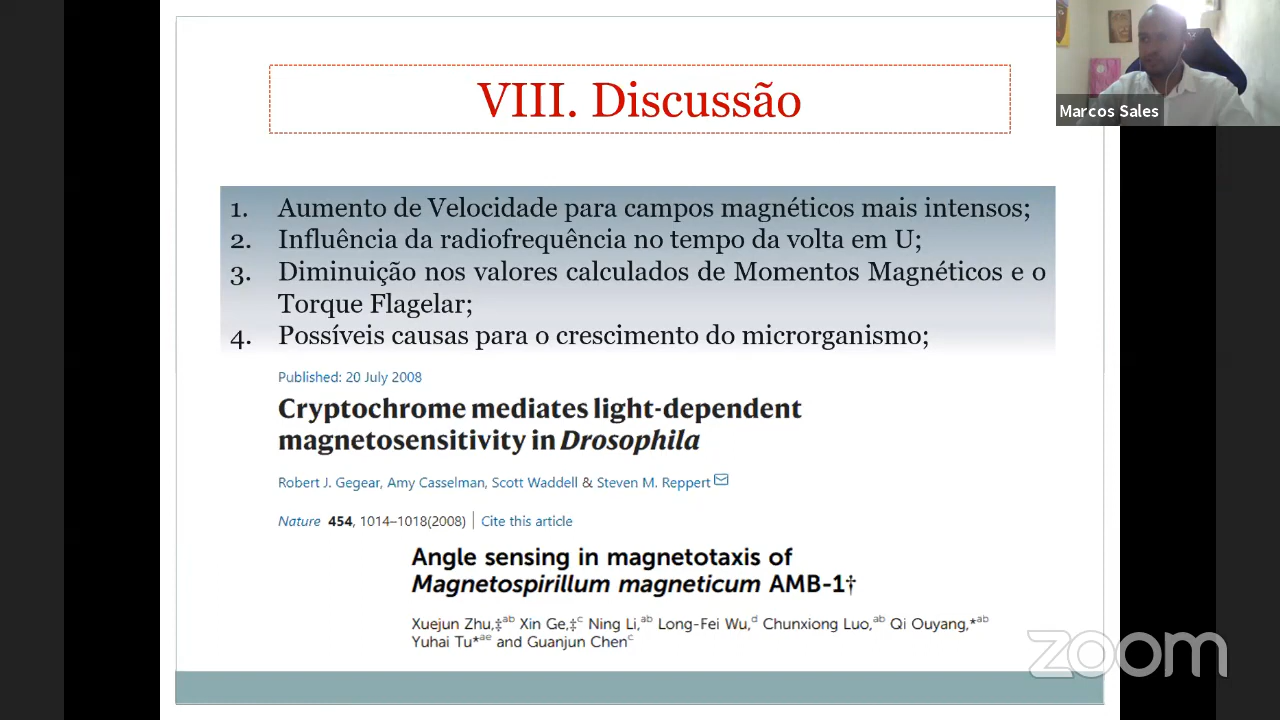 VIII. Discussão
Marcos Sales
1. Aumento de Velocidade para campos magnéticos mais intensos;
2. Influência da radiofrequência no tempo da volta em U;
3. Diminuição nos valores calculados de Momentos Magnéticos e o
Torque Flagelar;
4. Possíveis causas para o crescimento do microrganismo;
Published: 20 July 2008
Cryptochrome mediates light-dependent
magnetosensitivity in Drosophila
Robert J. Gegear, Amy Casselman, Scott Waddell & Steven M. Reppert
Nature 454, 1014–1018(2008) | Cite this article
Angle sensing in magnetotaxis of
Magnetospirillum magneticum AMB-1†
Xuejun Zhu,‡ab Xin Ge,‡c Ning Li,ab Long-Fei Wu,d Chunxiong Luo,ab Qi Ouyang,*ab
Yuhai Tu*ae and Guanjun Chenc
zoom